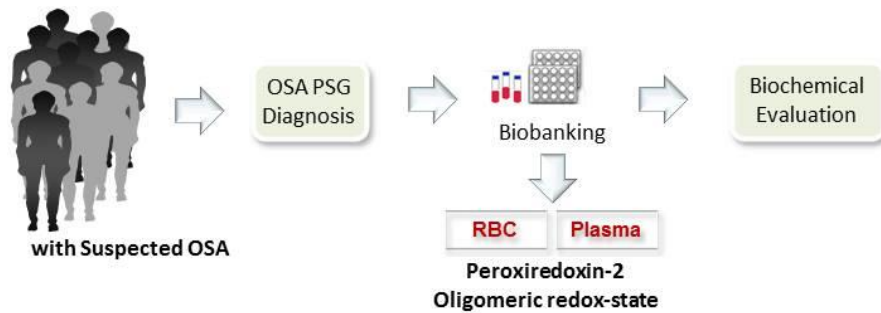 with Suspected OSA
OSA PSG
Diagnosis
Biobanking
Biochemical
Evaluation
RBC
Plasma
Peroxiredoxin-2
Oligomeric redox-state